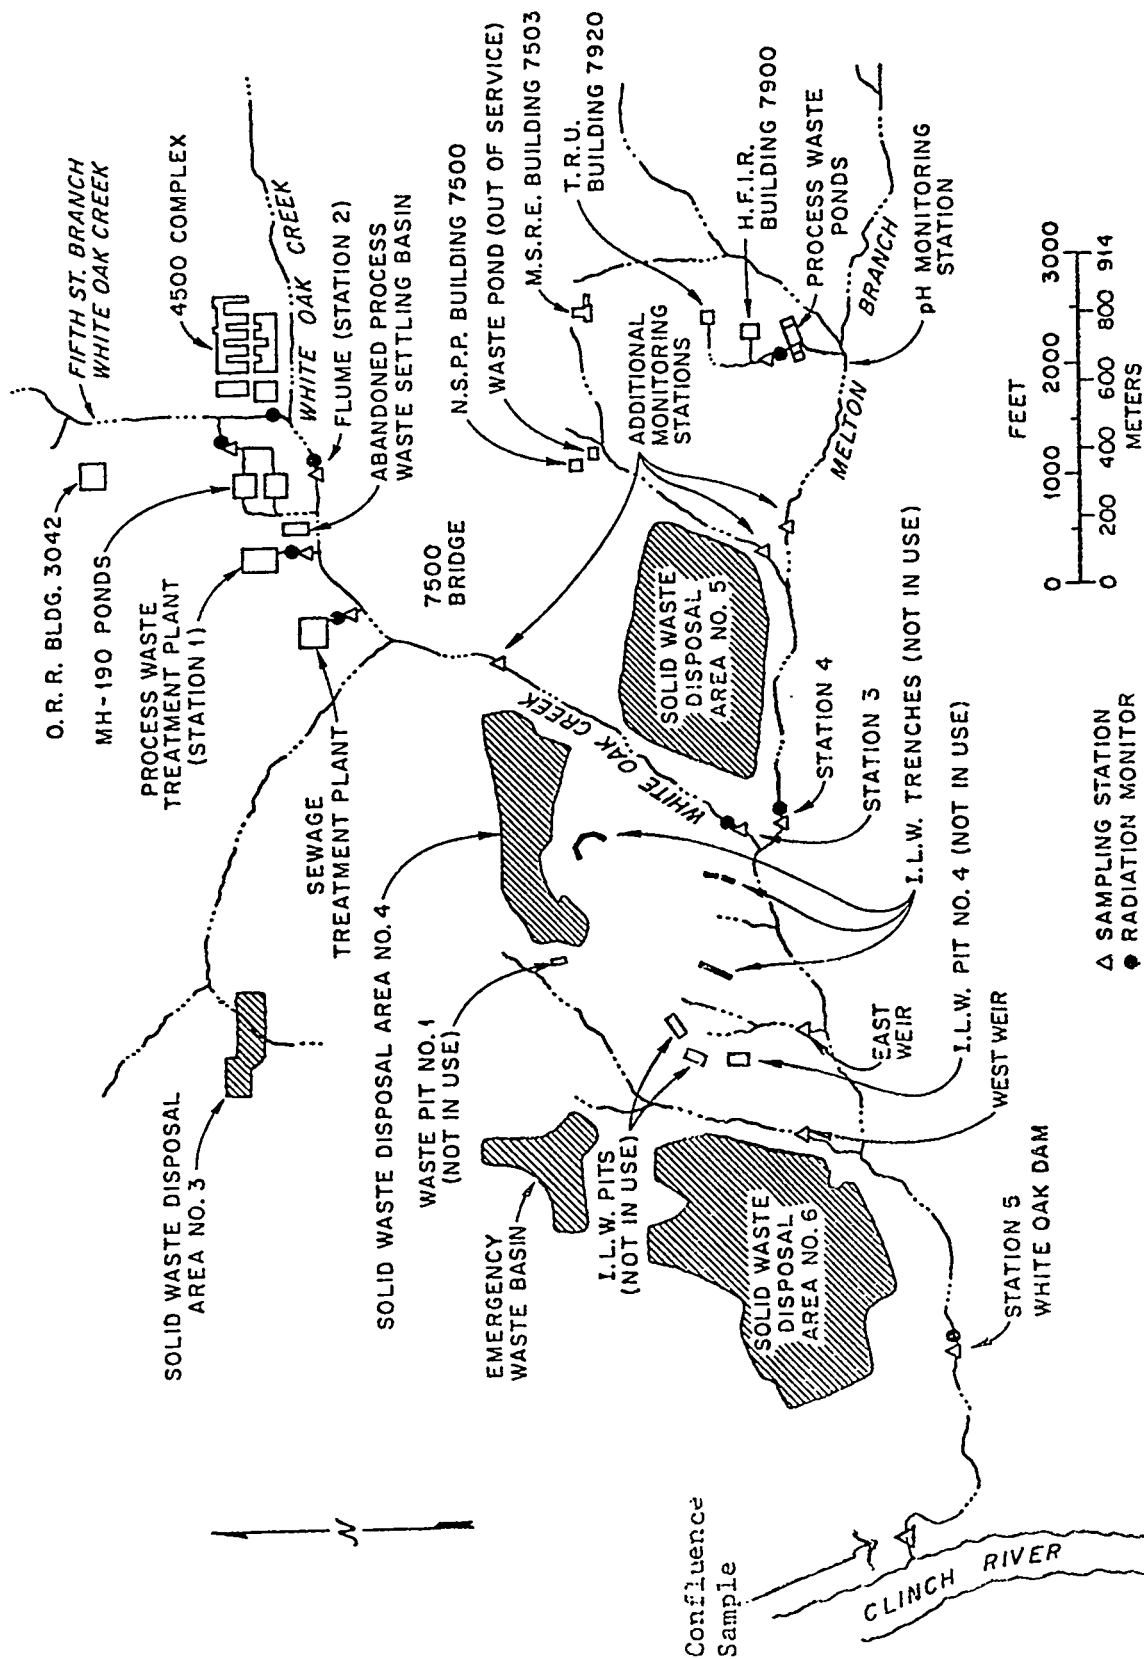 FIFTH ST. BRANCH
WHITE OAK CREEK
4500 COMPLEX
WHITE OAK CREEK
FLUME (STATION 2)
ABANDONED PROCESS
WASTE SETTLING BASIN
O.R.R. BLDG. 3042
MH-190 PONDS
PROCESS WASTE
TREATMENT PLANT
(STATION 1)
SEWAGE
TREATMENT PLANT
7500
BRIDGE
N.S.P.P. BUILDING 7500
WASTE POND (OUT OF SERVICE)
M.S.R.E. BUILDING 7503
T.R.U.
BUILDING 7920
H.F.I.R.
BUILDING 7900
PROCESS WASTE
PONDS
ADDITIONAL
MONITORING
STATIONS
MELTON BRANCH
pH MONITORING
STATION
SOLID WASTE DISPOSAL
AREA NO. 3
SOLID WASTE DISPOSAL AREA NO. 4
WASTE PIT NO. 1
(NOT IN USE)
EMERGENCY
WASTE BASIN
I.L.W. PITS
(NOT IN USE)
WHITE OAK CREEK
SOLID WASTE
DISPOSAL
AREA NO. 5
SOLID WASTE
DISPOSAL
AREA NO. 6
STATION 4
STATION 3
I.L.W. TRENCHES (NOT IN USE)
I.L.W. PIT NO. 4 (NOT IN USE)
EAST
WEIR
WEST WEIR
STATION 5
WHITE OAK DAM
N
Confluence
Sample
CLINCH RIVER
FEET
0 1000 2000 3000
0 200 400 600 800 914
METERS
△ SAMPLING STATION
● RADIATION MONITOR